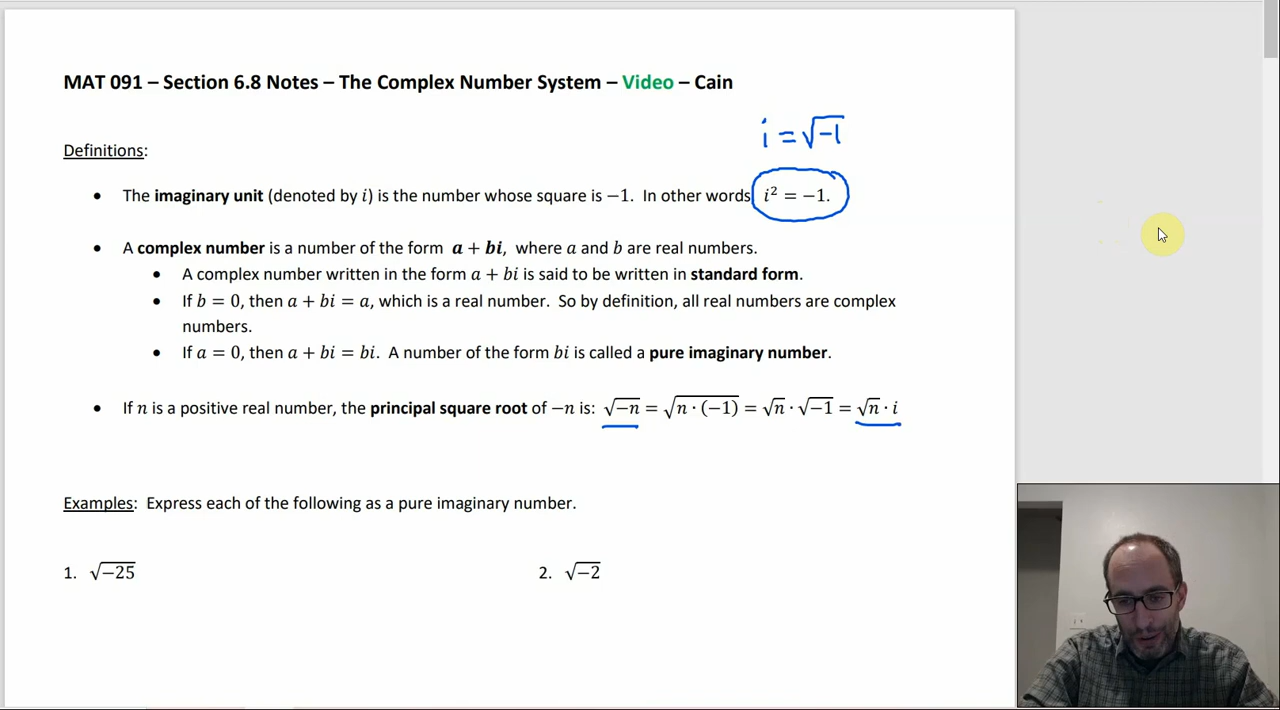 MAT 091 – Section 6.8 Notes – The Complex Number System – Video – Cain
i = √-1
Definitions:
• The imaginary unit (denoted by i) is the number whose square is −1. In other words i² = −1.
• A complex number is a number of the form a + bi, where a and b are real numbers.
• A complex number written in the form a + bi is said to be written in standard form.
• If b = 0, then a + bi = a, which is a real number. So by definition, all real numbers are complex
numbers.
• If a = 0, then a + bi = bi. A number of the form bi is called a pure imaginary number.
• If n is a positive real number, the principal square root of −n is: √−n = √n · (−1) = √n · √−1 = √n · i
Examples: Express each of the following as a pure imaginary number.
1. √−25 2. √−2